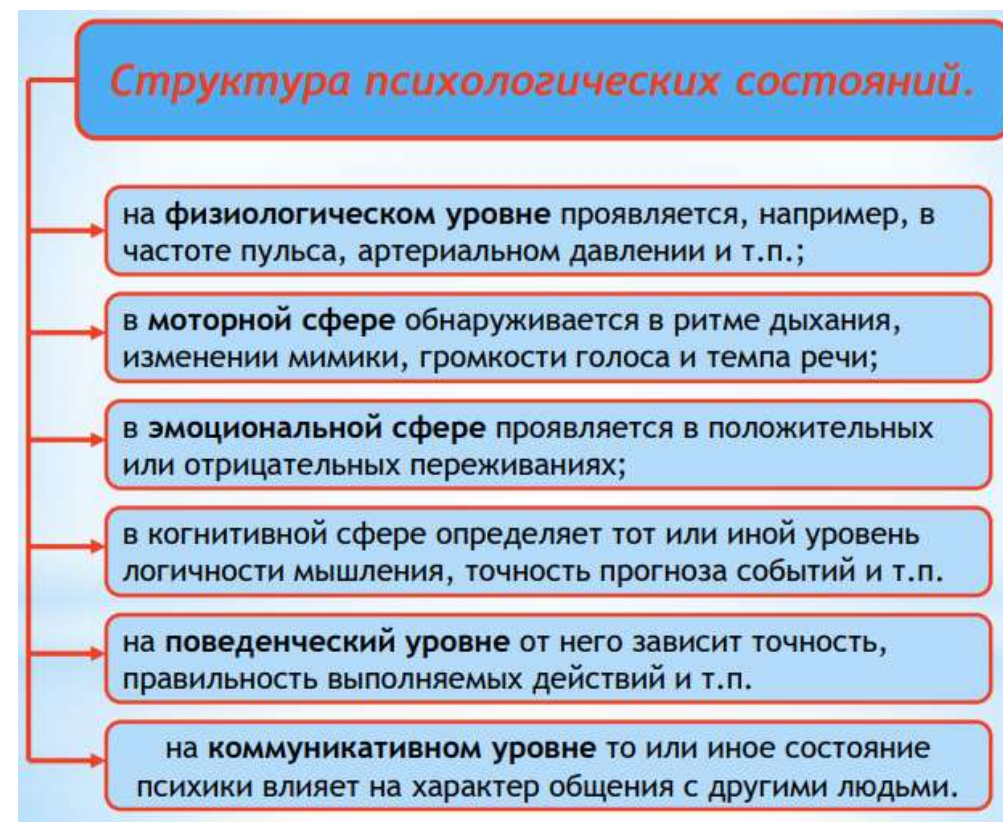 Структура психологических состояний.
на физиологическом уровне проявляется, например, в
частоте пульса, артериальном давлении и т.п.;
в моторной сфере обнаруживается в ритме дыхания,
изменении мимики, громкости голоса и темпа речи;
в эмоциональной сфере проявляется в положительных
или отрицательных переживаниях;
в когнитивной сфере определяет тот или иной уровень
логичности мышления, точность прогноза событий и т.п.
на поведенческий уровне от него зависит точность,
правильность выполняемых действий и т.п.
на коммуникативном уровне то или иное состояние
психики влияет на характер общения с другими людьми.